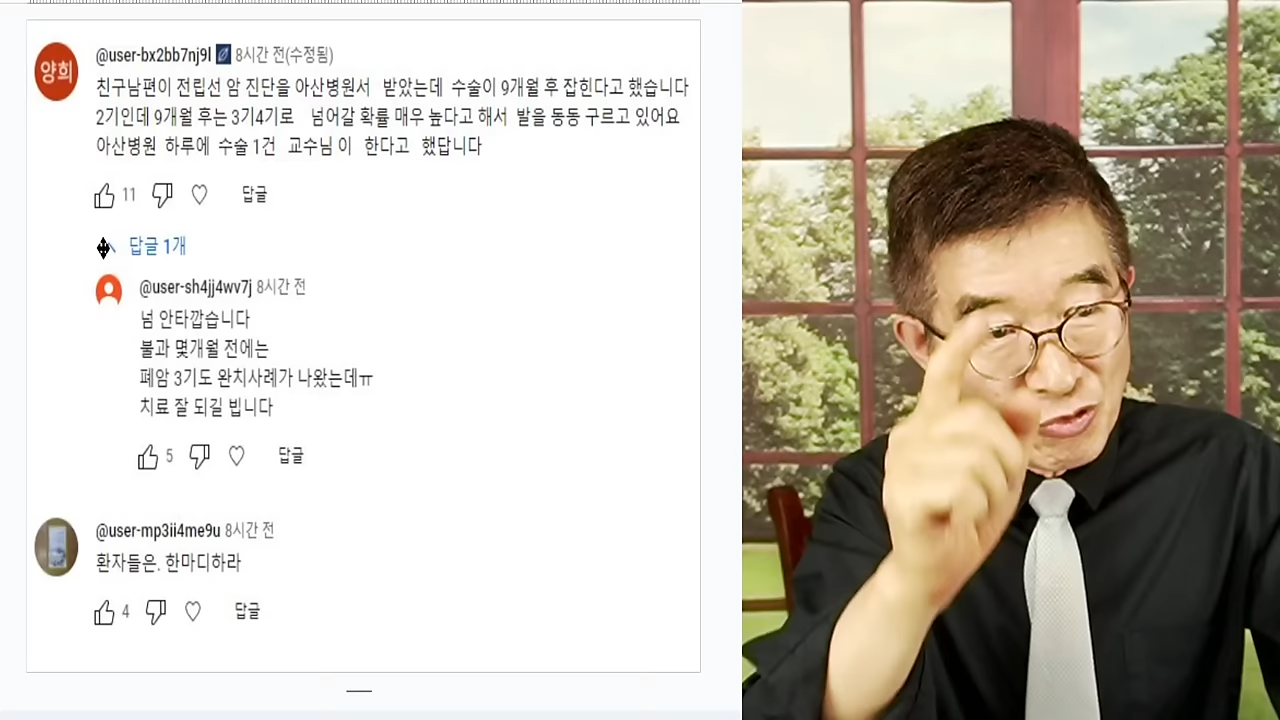 양희
@user-bx2bb7nj9l 8시간 전(수정됨)
친구남편이 전립선 암 진단을 아산병원서 받았는데 수술이 9개월 후 잡힌다고 했습니다
2기인데 9개월 후는 3기4기로 넘어갈 확률 매우 높다고 해서 발을 동동 구르고 있어요
아산병원 하루에 수술 1건 교수님 이 한다고 했답니다
11 답글
답글 1개
@user-sh4jj4wv7j 8시간 전
넘 안타깝습니다
불과 몇개월 전에는
폐암 3기도 완치사례가 나왔는데ㅠ
치료 잘 되길 빕니다
5 답글
@user-mp3ii4me9u 8시간 전
환자들은. 한마디하라
4 답글